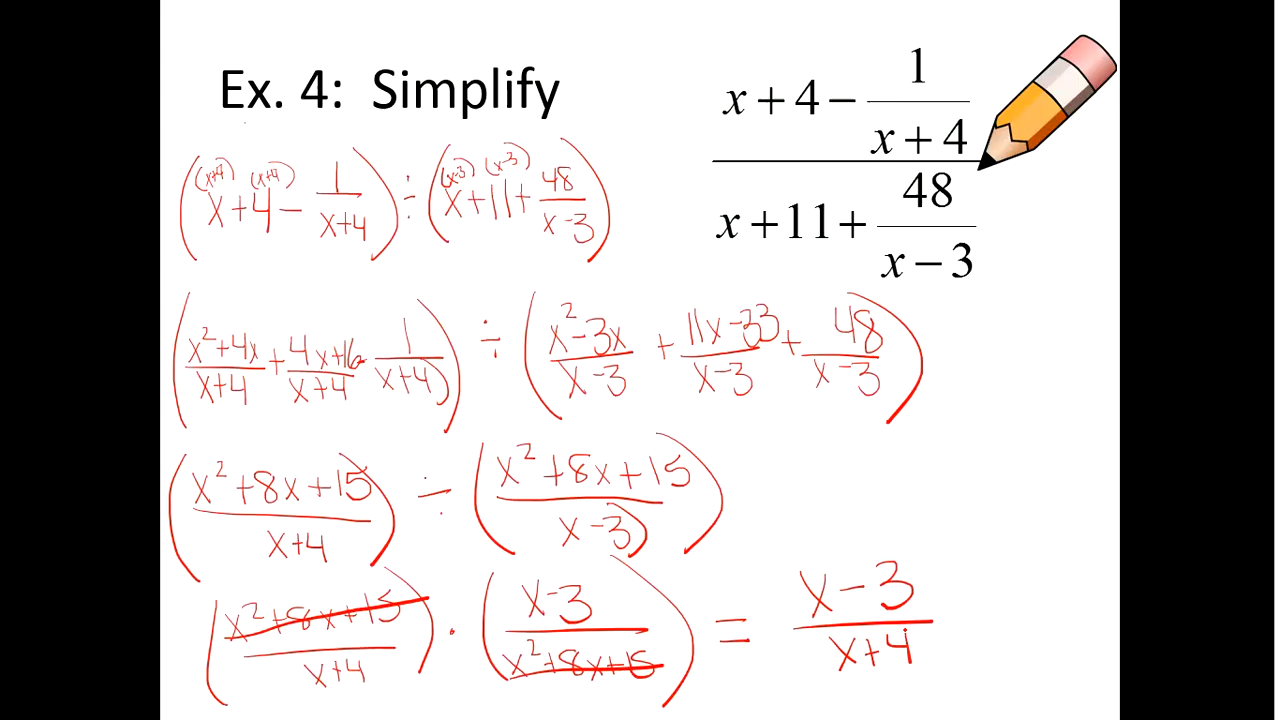 Ex. 4: Simplify
x + 4 − 1/(x + 4)
x + 11 + 48/(x − 3)
(x+4) (x+4) (x-3) (x-3)
(x+4− 1/(x+4)) ÷ (x+11+ 48/(x-3))
((x²+4x)/(x+4) + (4x+16)/(x+4) - 1/(x+4)) ÷ ((x²-3x)/(x-3) + (11x-33)/(x-3) + 48/(x-3))
((x²+8x+15)/(x+4)) ÷ ((x²+8x+15)/(x-3))
((x²+8x+15)/(x+4)) · ((x-3)/(x²+8x+15)) = (x-3)/(x+4)